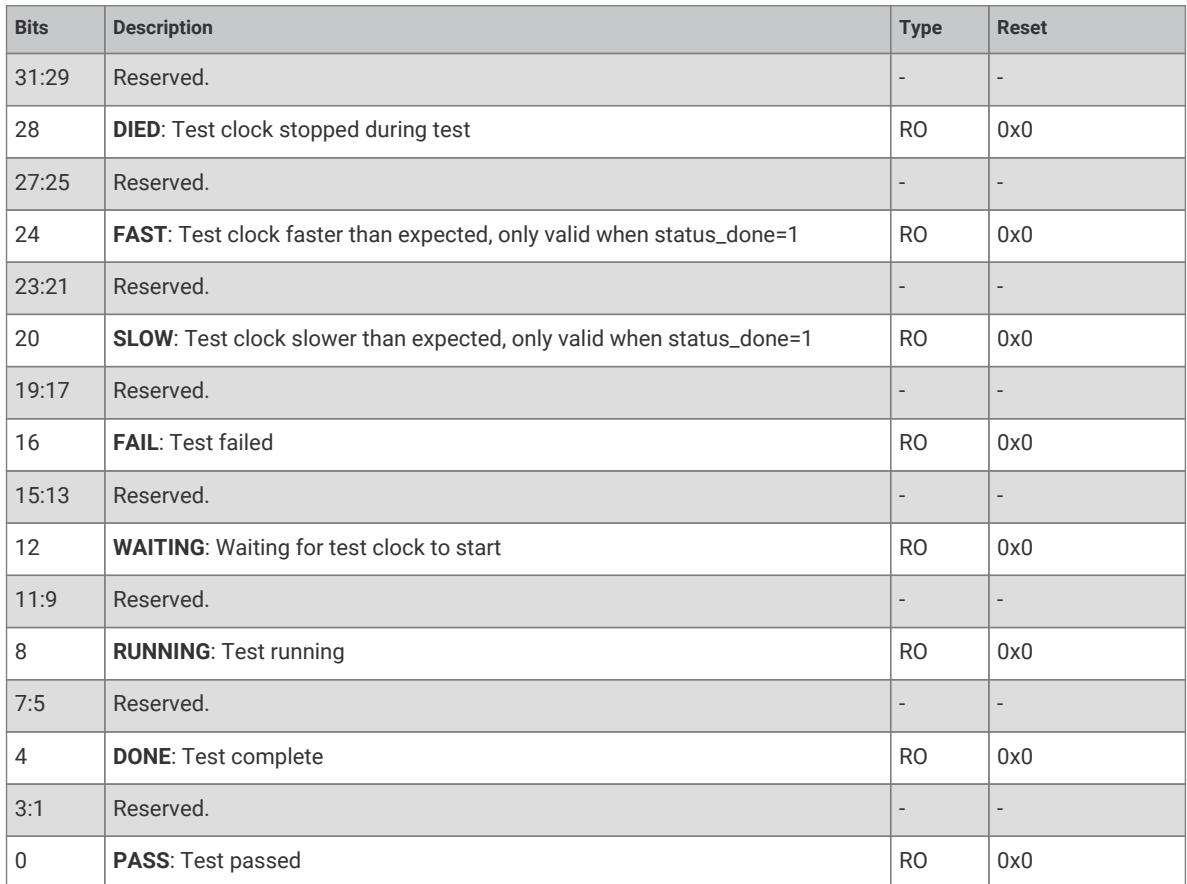 Bits Description Type Reset
31:29 Reserved. - -
28 DIED: Test clock stopped during test RO 0x0
27:25 Reserved. - -
24 FAST: Test clock faster than expected, only valid when status_done=1 RO 0x0
23:21 Reserved. - -
20 SLOW: Test clock slower than expected, only valid when status_done=1 RO 0x0
19:17 Reserved. - -
16 FAIL: Test failed RO 0x0
15:13 Reserved. - -
12 WAITING: Waiting for test clock to start RO 0x0
11:9 Reserved. - -
8 RUNNING: Test running RO 0x0
7:5 Reserved. - -
4 DONE: Test complete RO 0x0
3:1 Reserved. - -
0 PASS: Test passed RO 0x0